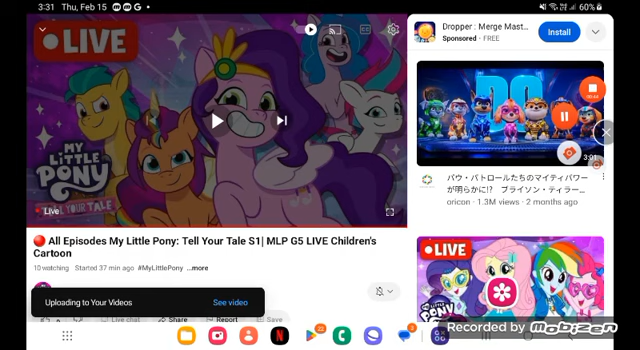 3:31 Thu, Feb 15
60%
LIVE
MY LITTLE PONY
TELL YOUR TALE
Live
🔴 All Episodes My Little Pony: Tell Your Tale S1| MLP G5 LIVE Children's
Cartoon
10 watching Started 37 min ago #MyLittlePony ...more
Uploading to Your Videos
See video
Live chat
Share
Report
Save
Dropper : Merge Mast...
Sponsored · FREE
Install
3:01
パウ・パトロールたちのマイティパワー
が明らかに!? ブライソン・ティラー...
oricon · 1.3M views · 2 months ago
LIVE
MY LITTLE PONY
Recorded by Mobizen